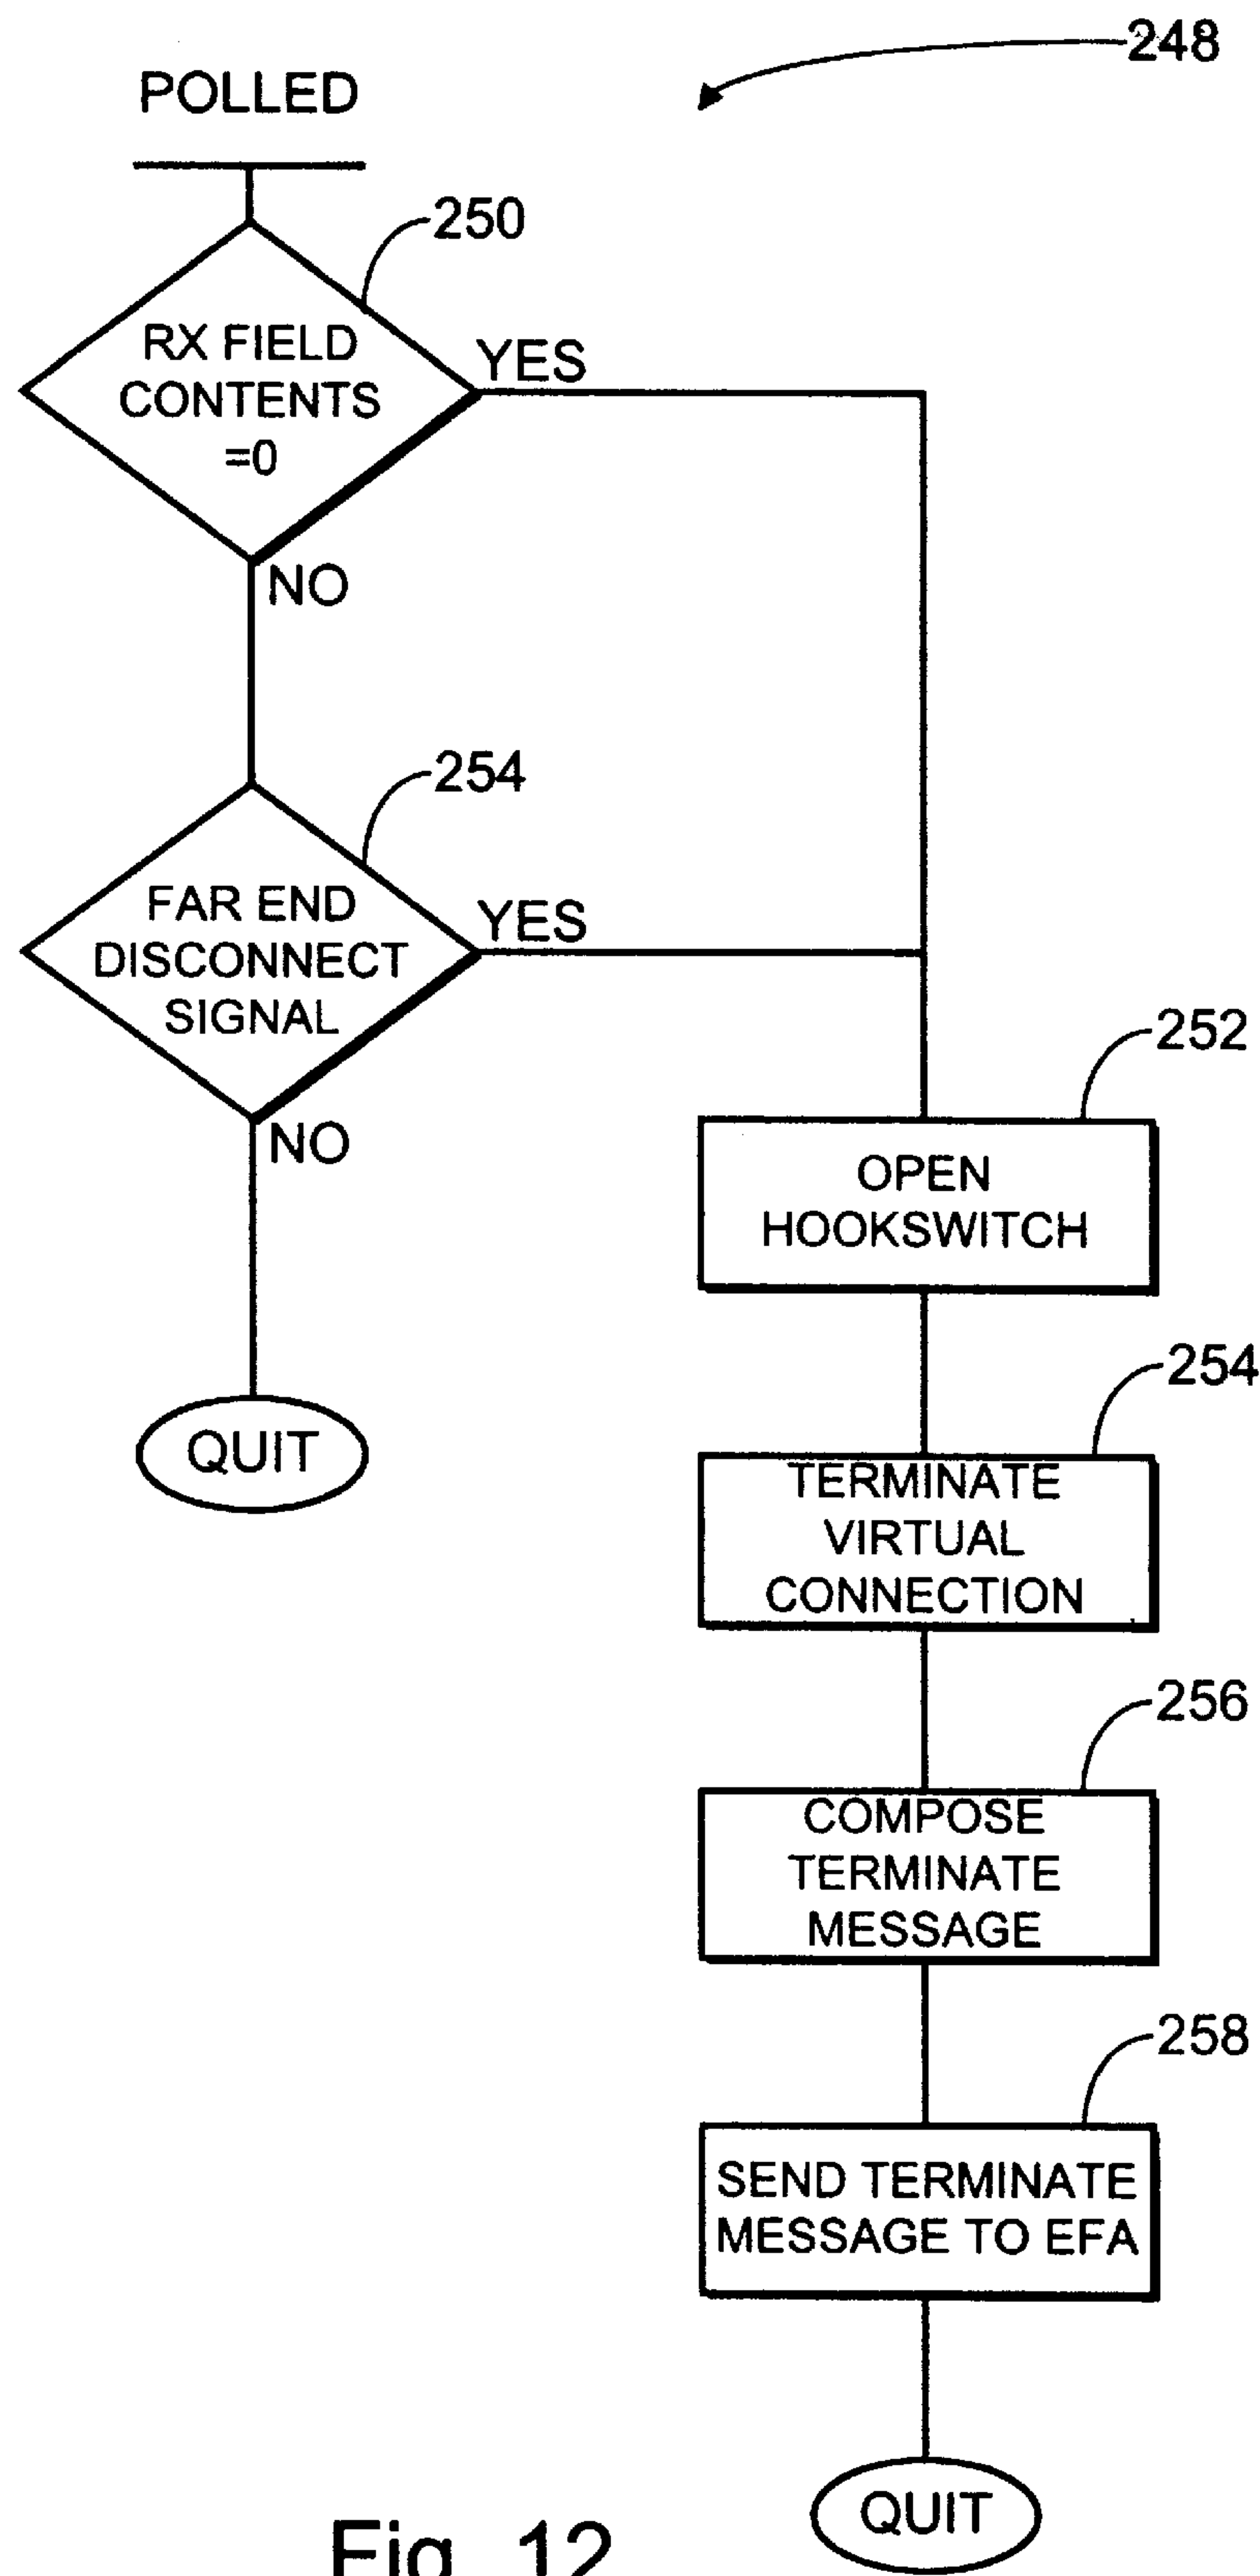 248
POLLED
250
RX FIELD
CONTENTS
=0
YES
NO
254
FAR END
DISCONNECT
SIGNAL
YES
NO
QUIT
252
OPEN
HOOKSWITCH
254
TERMINATE
VIRTUAL
CONNECTION
256
COMPOSE
TERMINATE
MESSAGE
258
SEND TERMINATE
MESSAGE TO EFA
QUIT
Fig. 12